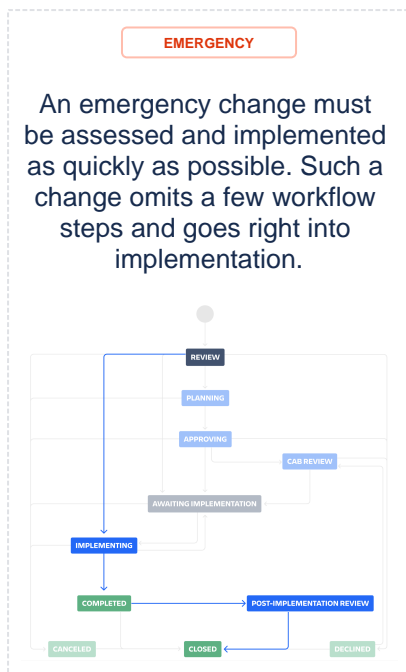 EMERGENCY
An emergency change must
be assessed and implemented
as quickly as possible. Such a
change omits a few workflow
steps and goes right into
implementation.
REVIEW
PLANNING
APPROVING
CAB REVIEW
AWAITING IMPLEMENTATION
IMPLEMENTING
COMPLETED
POST-IMPLEMENTATION REVIEW
CANCELED
CLOSED
DECLINED